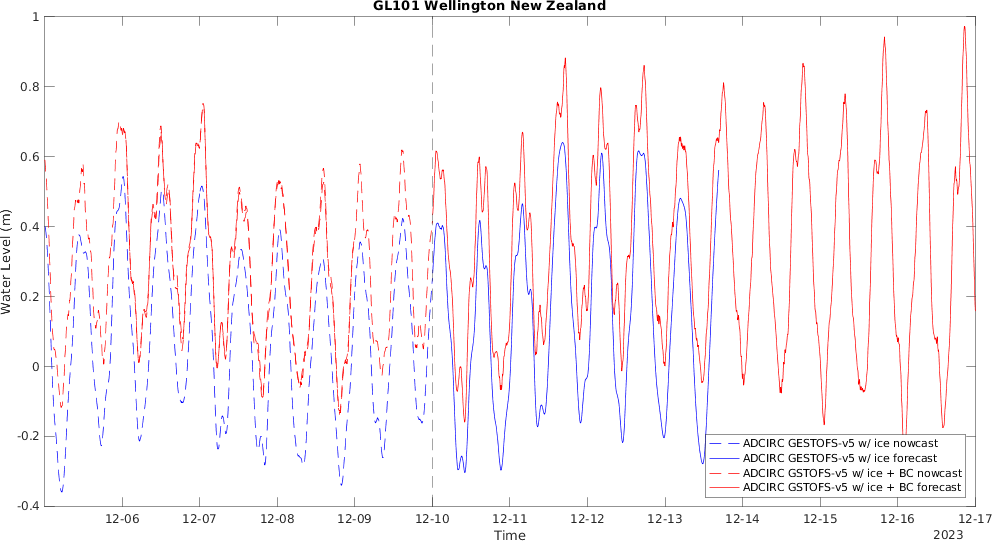 GL101 Wellington New Zealand
1
0.8
0.6
0.4
0.2
0
-0.2
-0.4
Water Level (m)
ADCIRC GESTOFS-v5 w/ ice nowcast
ADCIRC GESTOFS-v5 w/ ice forecast
ADCIRC GSTOFS-v5 w/ ice + BC nowcast
ADCIRC GSTOFS-v5 w/ ice + BC forecast
12-06 12-07 12-08 12-09 12-10 12-11 12-12 12-13 12-14 12-15 12-16 12-17
Time
2023